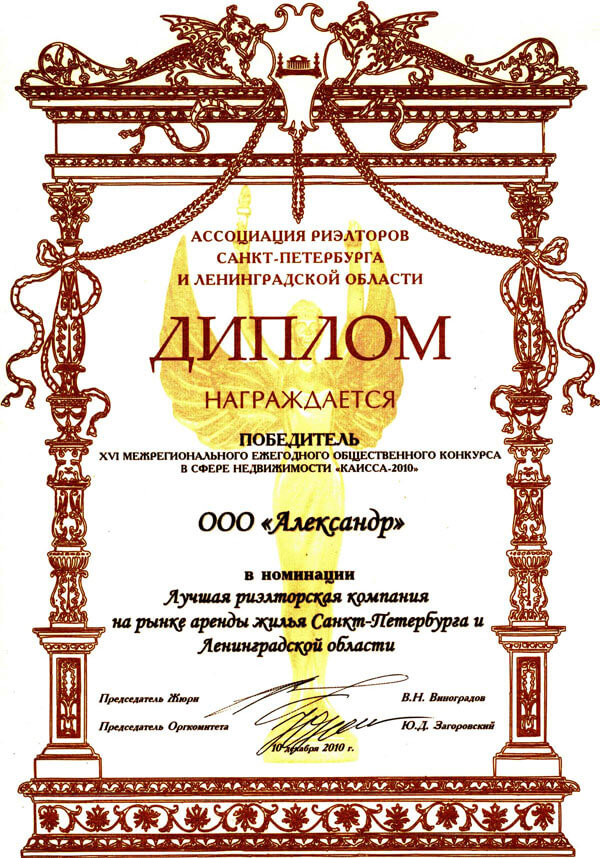 АССОЦИАЦИЯ РИЭЛТОРОВ
САНКТ-ПЕТЕРБУРГА
И ЛЕНИНГРАДСКОЙ ОБЛАСТИ
ДИПЛОМ
НАГРАЖДАЕТСЯ
ПОБЕДИТЕЛЬ
XVI МЕЖРЕГИОНАЛЬНОГО ЕЖЕГОДНОГО ОБЩЕСТВЕННОГО КОНКУРСА
В СФЕРЕ НЕДВИЖИМОСТИ «КАИССА-2010»
ООО «Александр»
в номинации
Лучшая риэлторская компания
на рынке аренды жилья Санкт-Петербурга и
Ленинградской области
Председатель Жюри В.Н. Виноградов
Председатель Оргкомитета Ю.Д. Загоровский
10 декабря 2010 г.